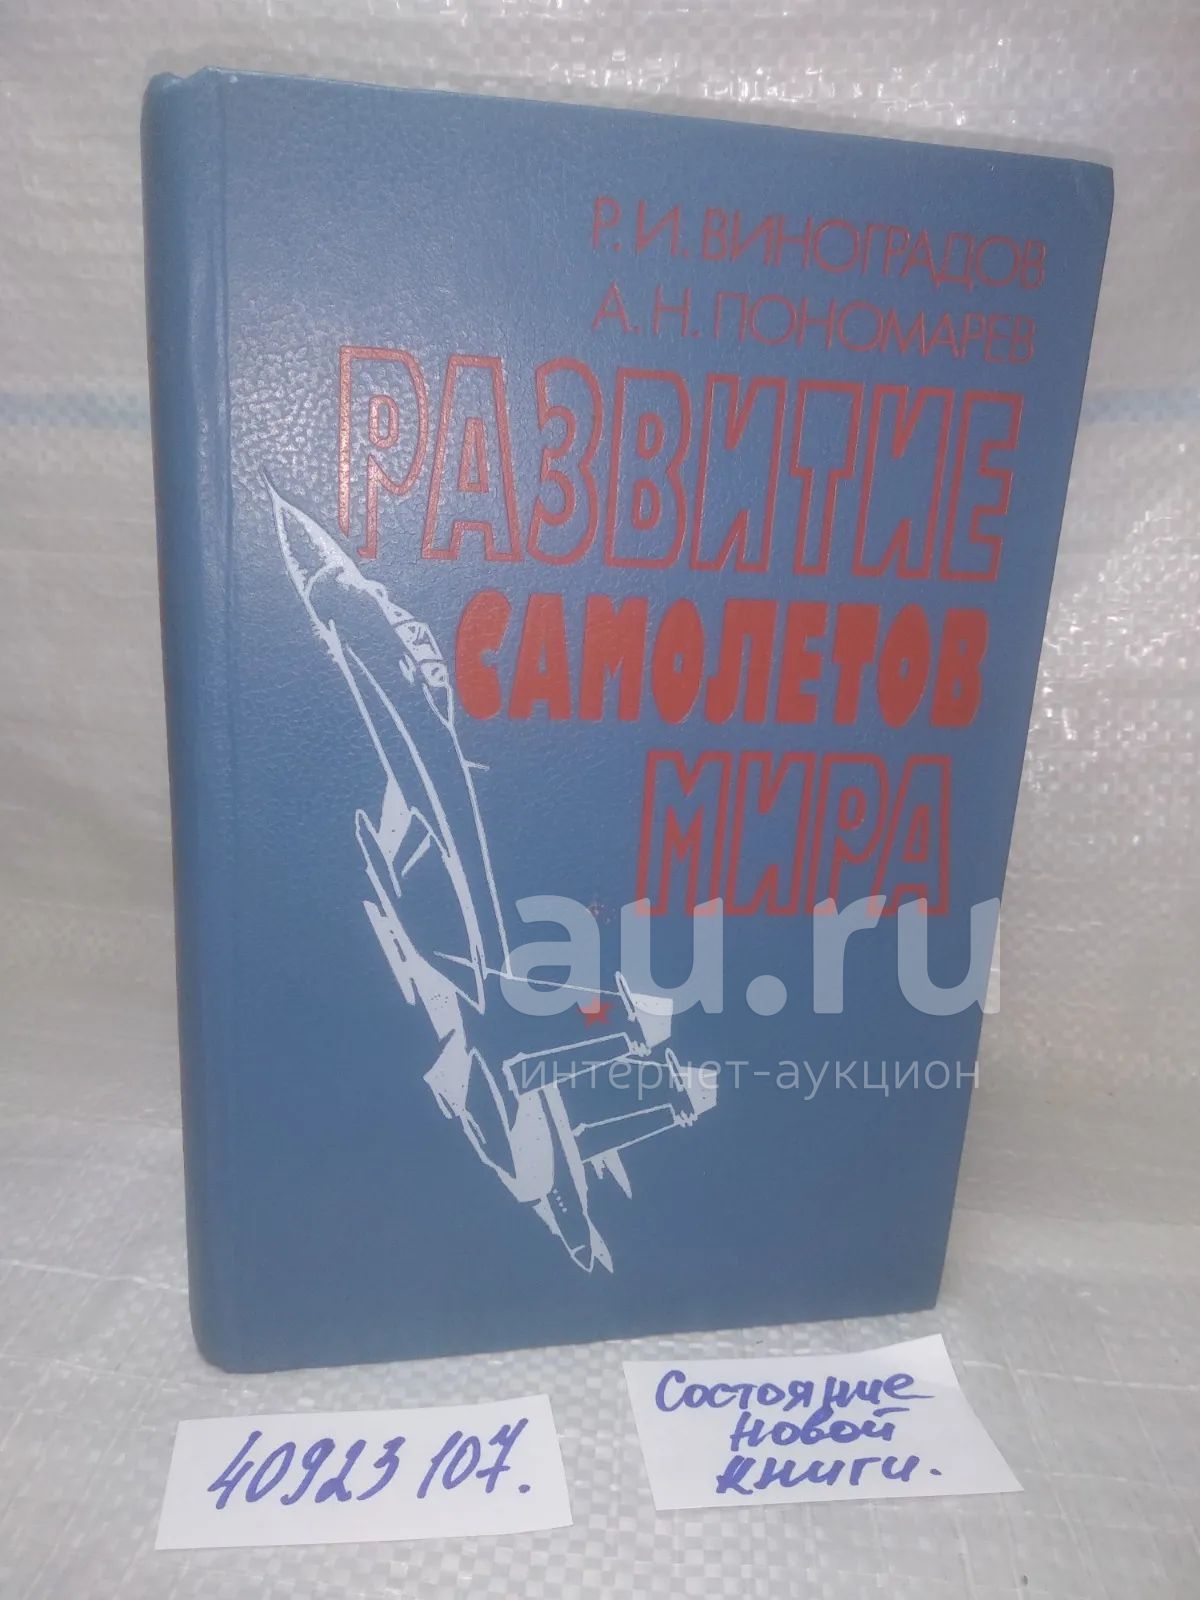 Р.И. ВИНОГРАДОВ
А.Н. ПОНОМАРЕВ
РАЗВИТИЕ
САМОЛЕТОВ
МИРА
au.ru
интернет-аукцион
Состояние
новой
книги.
40923107.